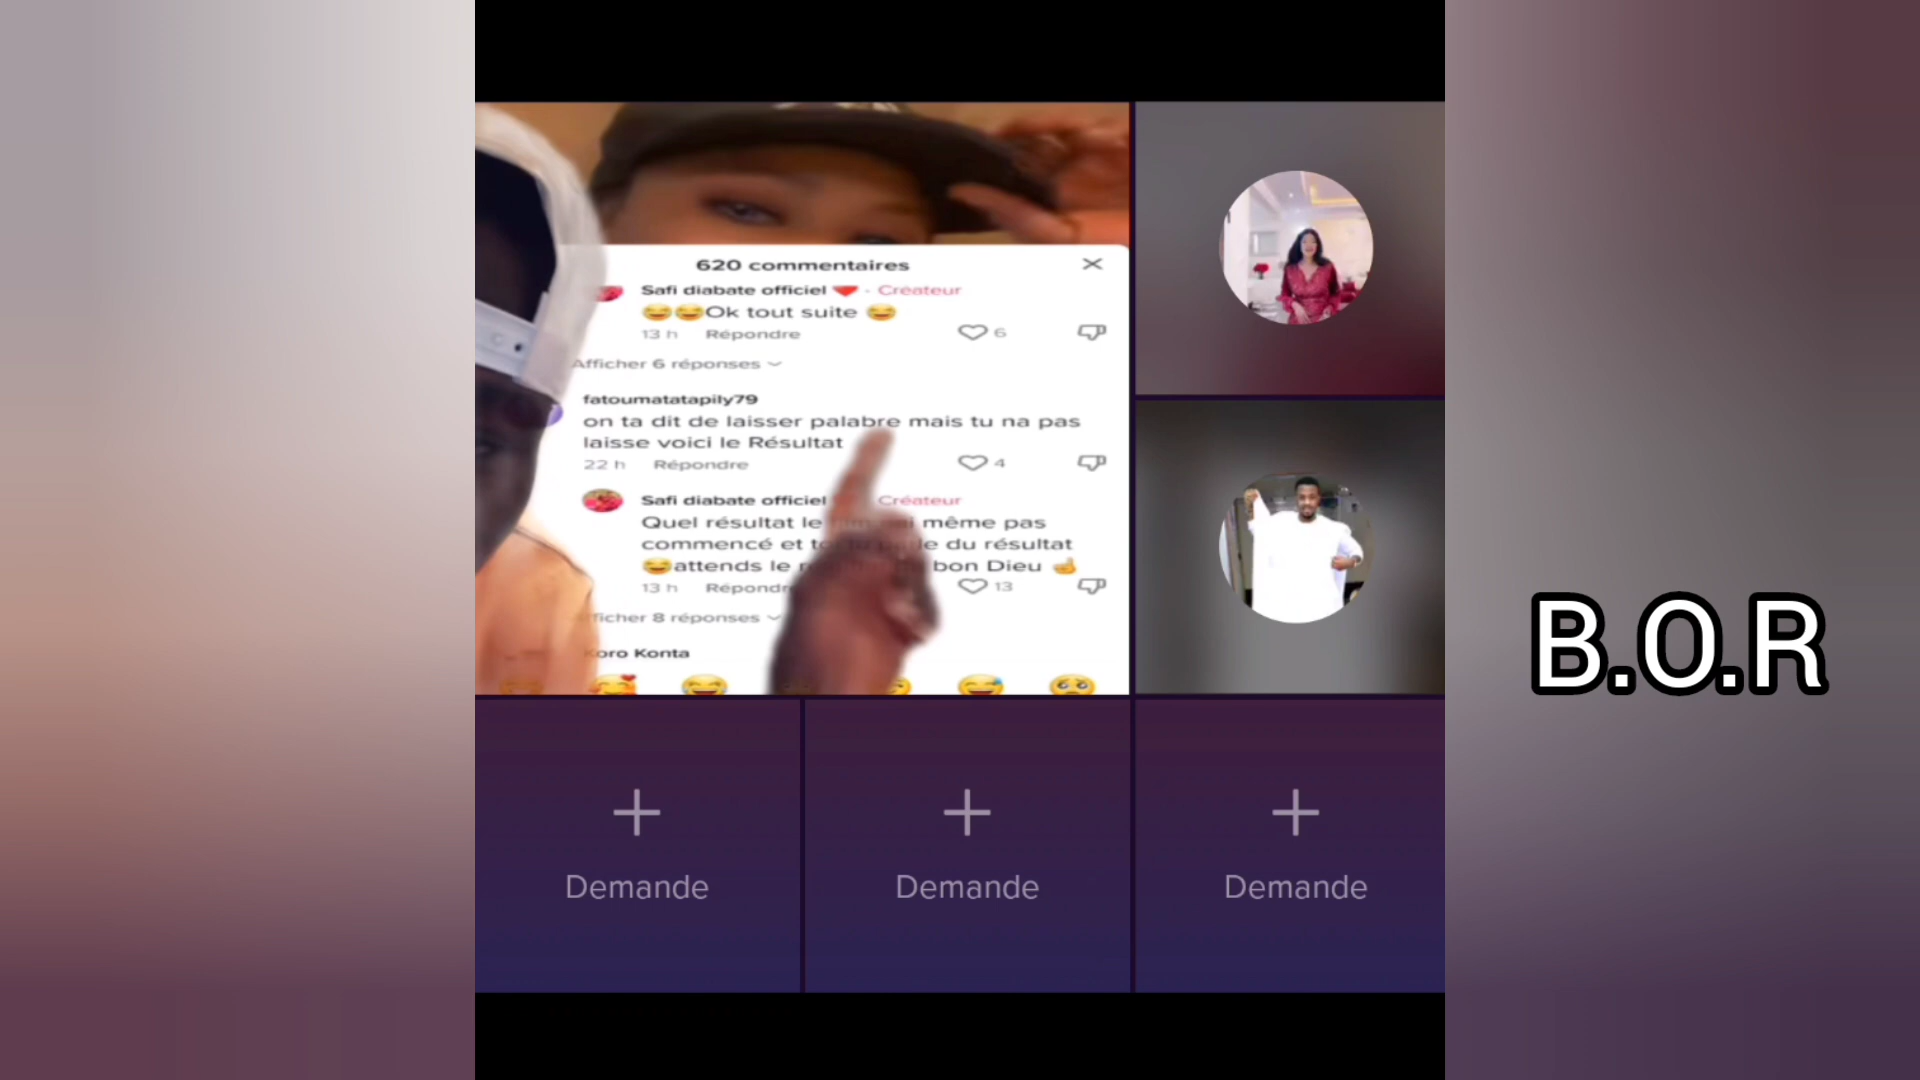 620 commentaires
Safi diabate officiel ❤️ · Créateur
😂😂Ok tout suite 😂
13 h Répondre 6
Afficher 6 réponses
fatoumatatapily79
on ta dit de laisser palabre mais tu na pas
laisse voici le Résultat
22 h Répondre 4
Safi diabate officiel Créateur
Quel résultat le même pas
commencé et du résultat
😂attends le bon Dieu ☝️
13 h Répondre 13
Afficher 8 réponses
Koro Konta
Demande
Demande
Demande
B.O.R